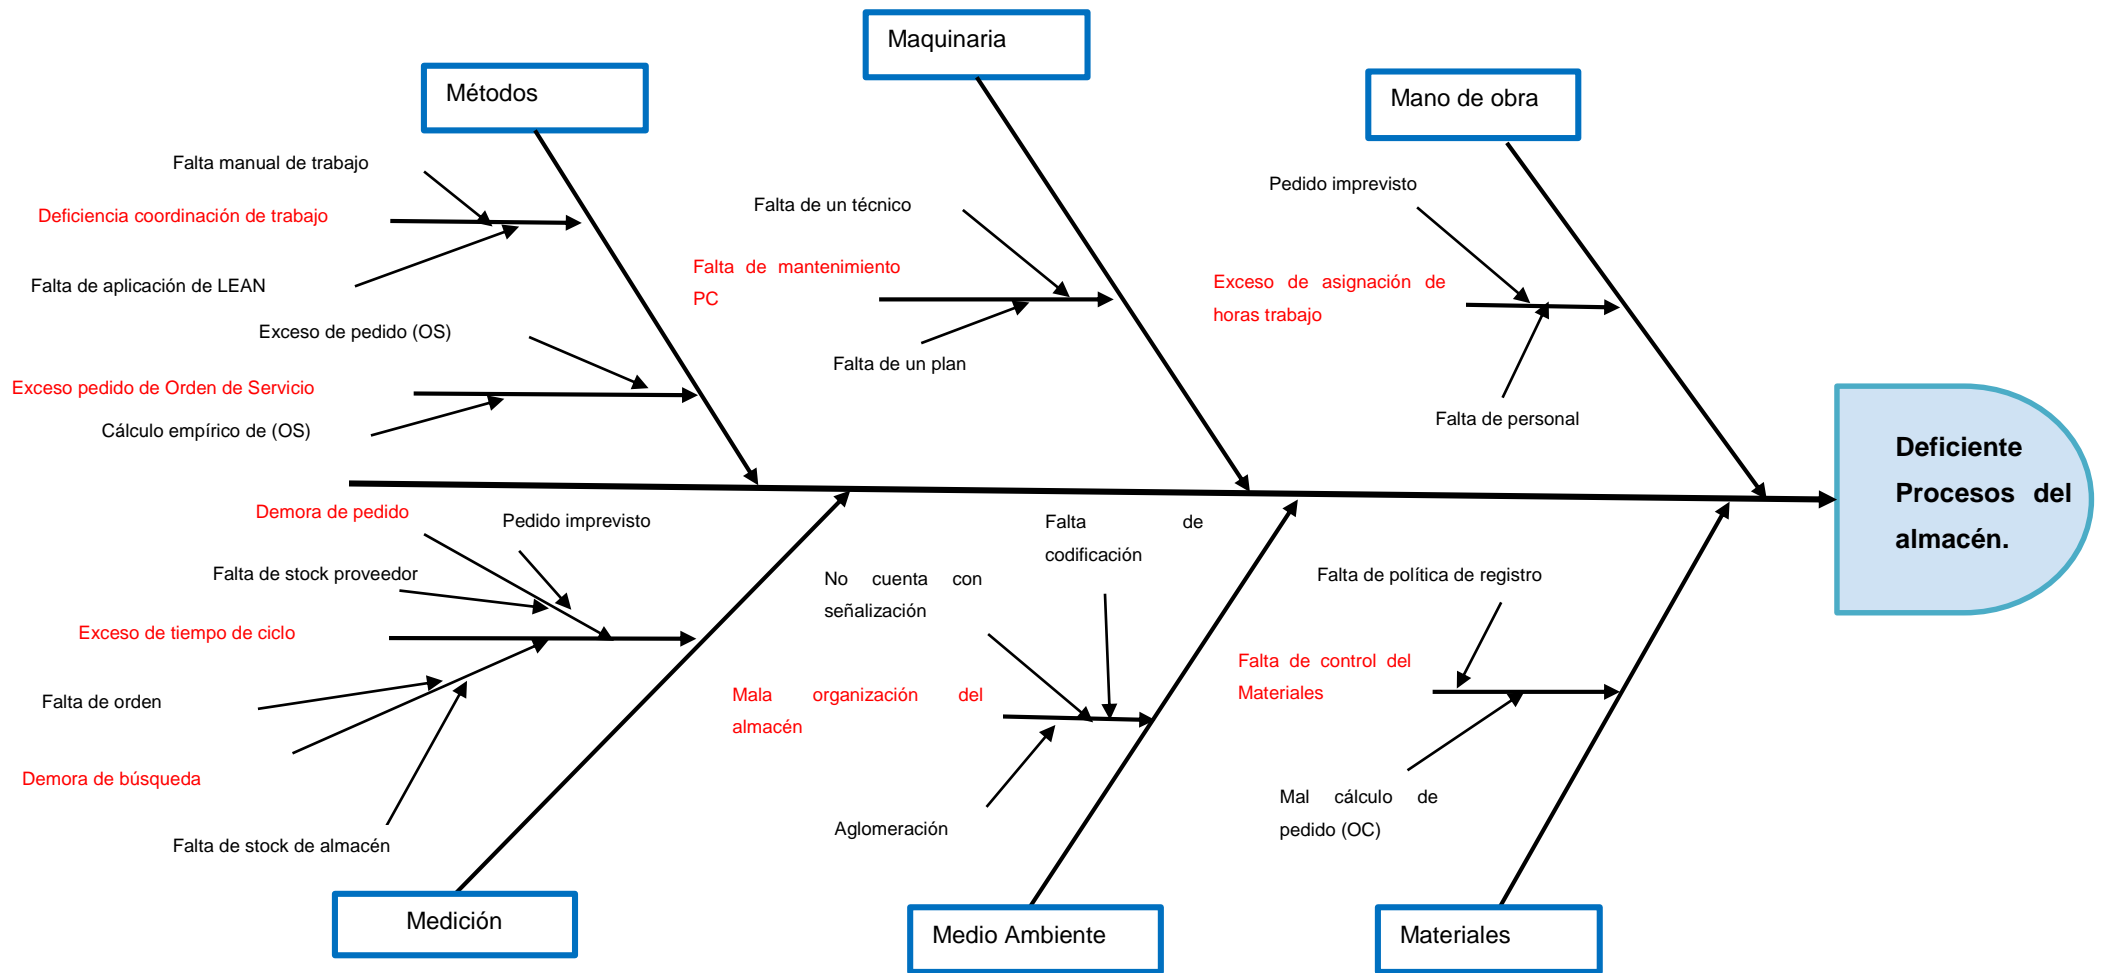 Maquinaria
Métodos
Mano de obra
Falta manual de trabajo
Deficiencia coordinación de trabajo
Falta de aplicación de LEAN
Exceso de pedido (OS)
Exceso pedido de Orden de Servicio
Cálculo empírico de (OS)
Falta de un técnico
Falta de mantenimiento
PC
Falta de un plan
Pedido imprevisto
Exceso de asignación de
horas trabajo
Falta de personal
Deficiente
Procesos del
almacén.
Demora de pedido
Pedido imprevisto
Falta de stock proveedor
Exceso de tiempo de ciclo
Falta de orden
Demora de búsqueda
Falta de stock de almacén
Falta de
codificación
No cuenta con
señalización
Mala organización del
almacén
Aglomeración
Falta de política de registro
Falta de control del
Materiales
Mal cálculo de
pedido (OC)
Medición
Medio Ambiente
Materiales